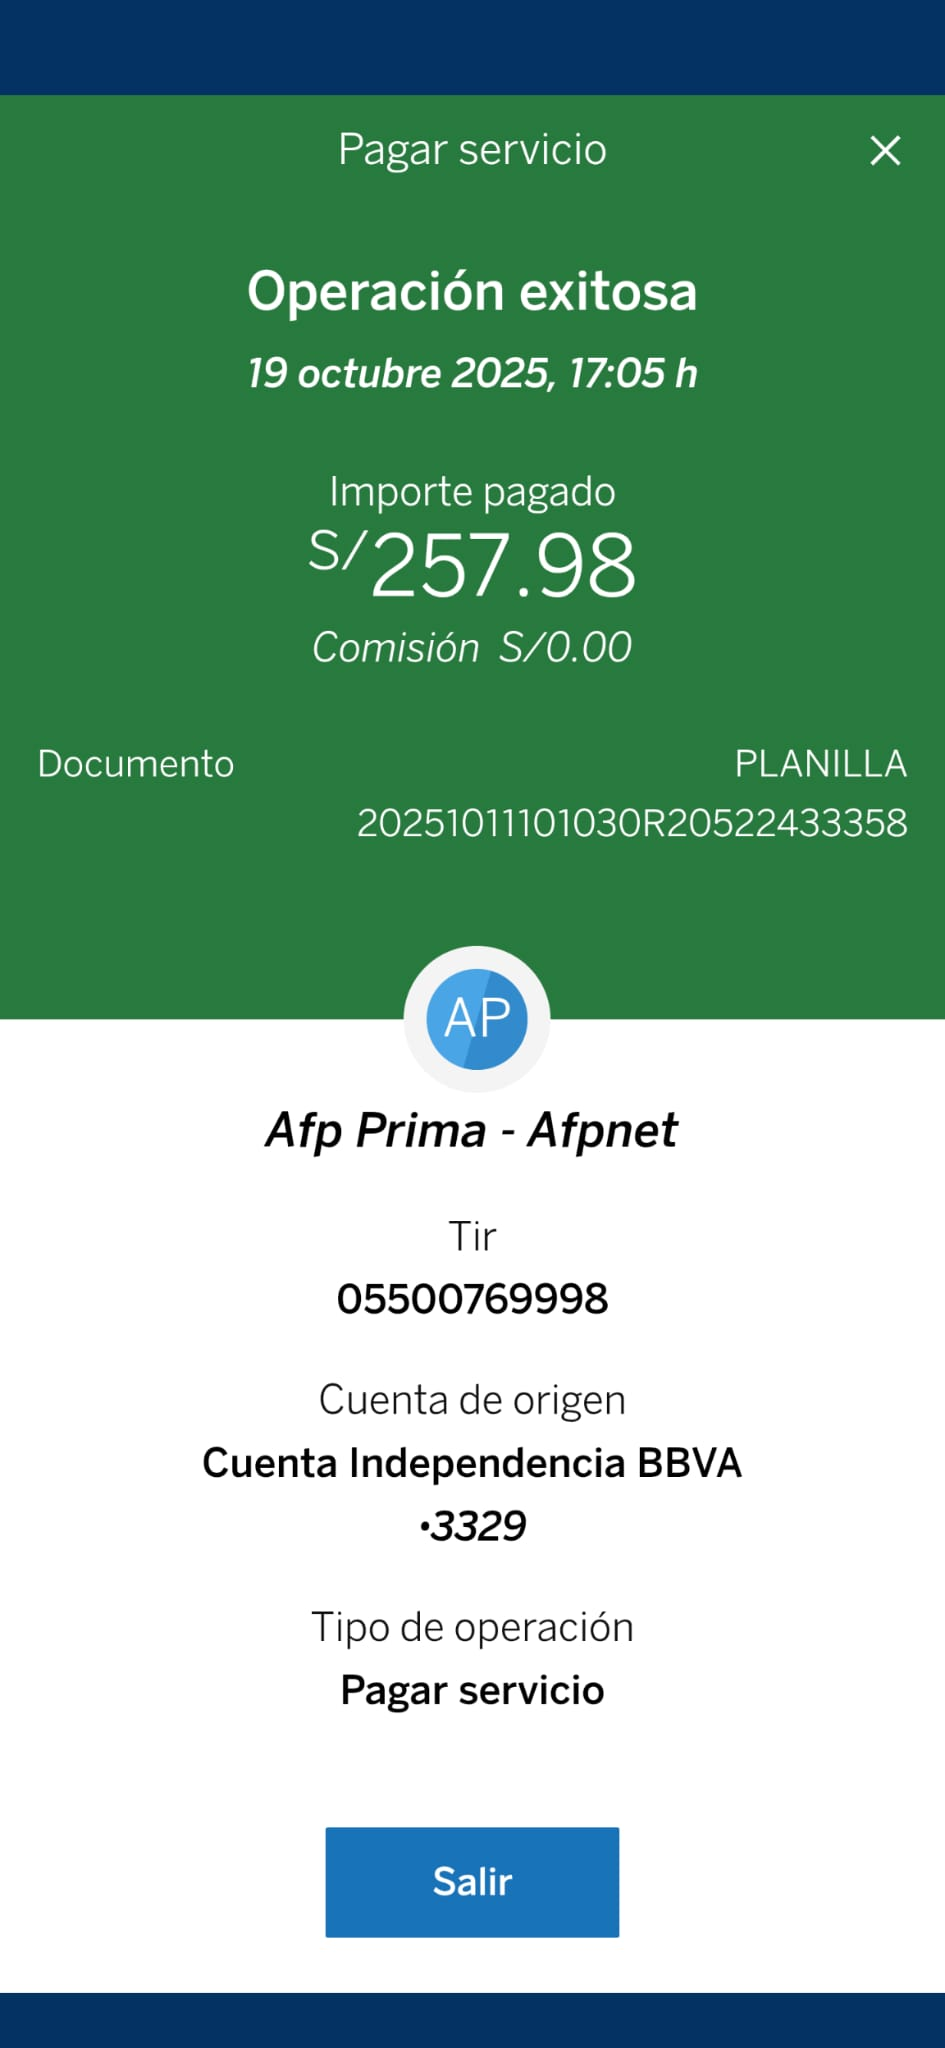 Pagar servicio
Operación exitosa
19 octubre 2025, 17:05 h
Importe pagado
S/257.98
Comisión S/0.00
Documento PLANILLA
20251011101030R20522433358
AP
Afp Prima - Afpnet
Tir
05500769998
Cuenta de origen
Cuenta Independencia BBVA
•3329
Tipo de operación
Pagar servicio
Salir